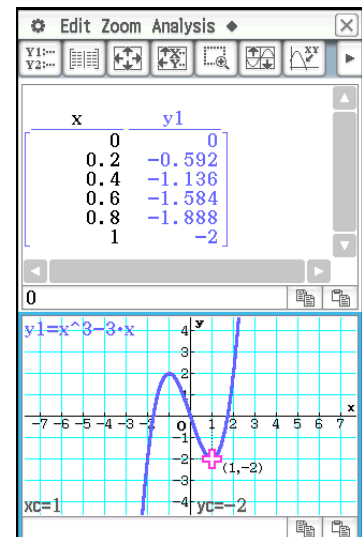 Edit Zoom Analysis ◆
Y1:… Y2:…
XY
x y1
0 0
0.2 -0.592
0.4 -1.136
0.6 -1.584
0.8 -1.888
1 -2
0
y1=x^3-3·x
y
4
3
2
1
-7 -6 -5 -4 -3 -2 0 1 2 3 4 5 6 7 x
-1
-2
(1,-2)
-3
-4
xc=1 yc=-2